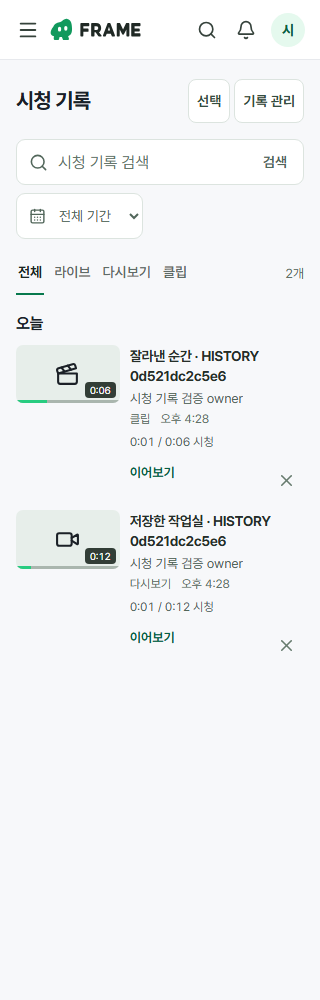 FRAME
시
시청 기록
선택
기록 관리
시청 기록 검색
검색
전체 기간
전체
라이브
다시보기
클립
2개
오늘
0:06
잘라낸 순간 · HISTORY
0d521dc2c5e6
시청 기록 검증 owner
클립 오후 4:28
0:01 / 0:06 시청
이어보기
0:12
저장한 작업실 · HISTORY
0d521dc2c5e6
시청 기록 검증 owner
다시보기 오후 4:28
0:01 / 0:12 시청
이어보기